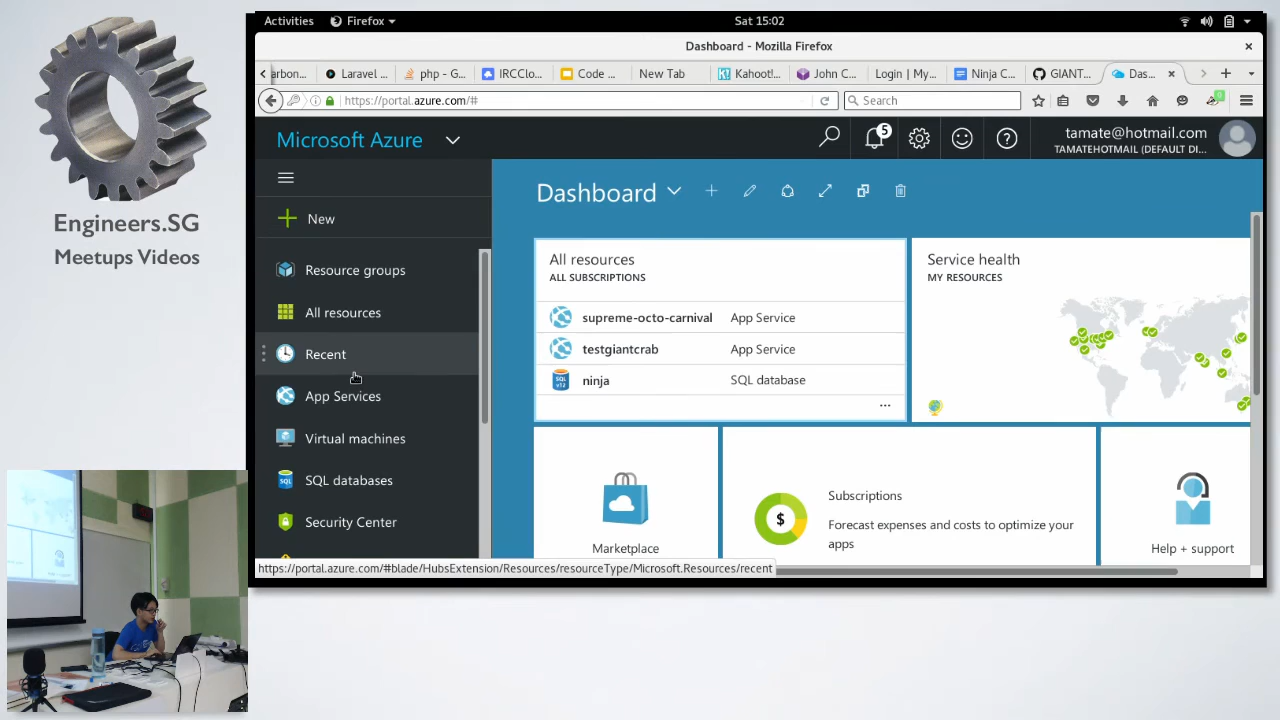 Engineers.SG
Meetups Videos
Activities Firefox Sat 15:02
Dashboard - Mozilla Firefox
arbon... Laravel ... php - G... IRCClo... Code ... New Tab Kahoot!... John C... Login | My... Ninja C... GIANT... Das...
https://portal.azure.com/# Search 0
Microsoft Azure 5 tamate@hotmail.com
TAMATEHOTMAIL (DEFAULT DI...
Dashboard
New
Resource groups
All resources
Recent
App Services
Virtual machines
SQL databases
Security Center
All resources
ALL SUBSCRIPTIONS
supreme-octo-carnival App Service
testgiantcrab App Service
ninja SQL database
...
Service health
MY RESOURCES
Marketplace
Subscriptions
Forecast expenses and costs to optimize your
apps
Help + support
https://portal.azure.com/#blade/HubsExtension/Resources/resourceType/Microsoft.Resources/recent